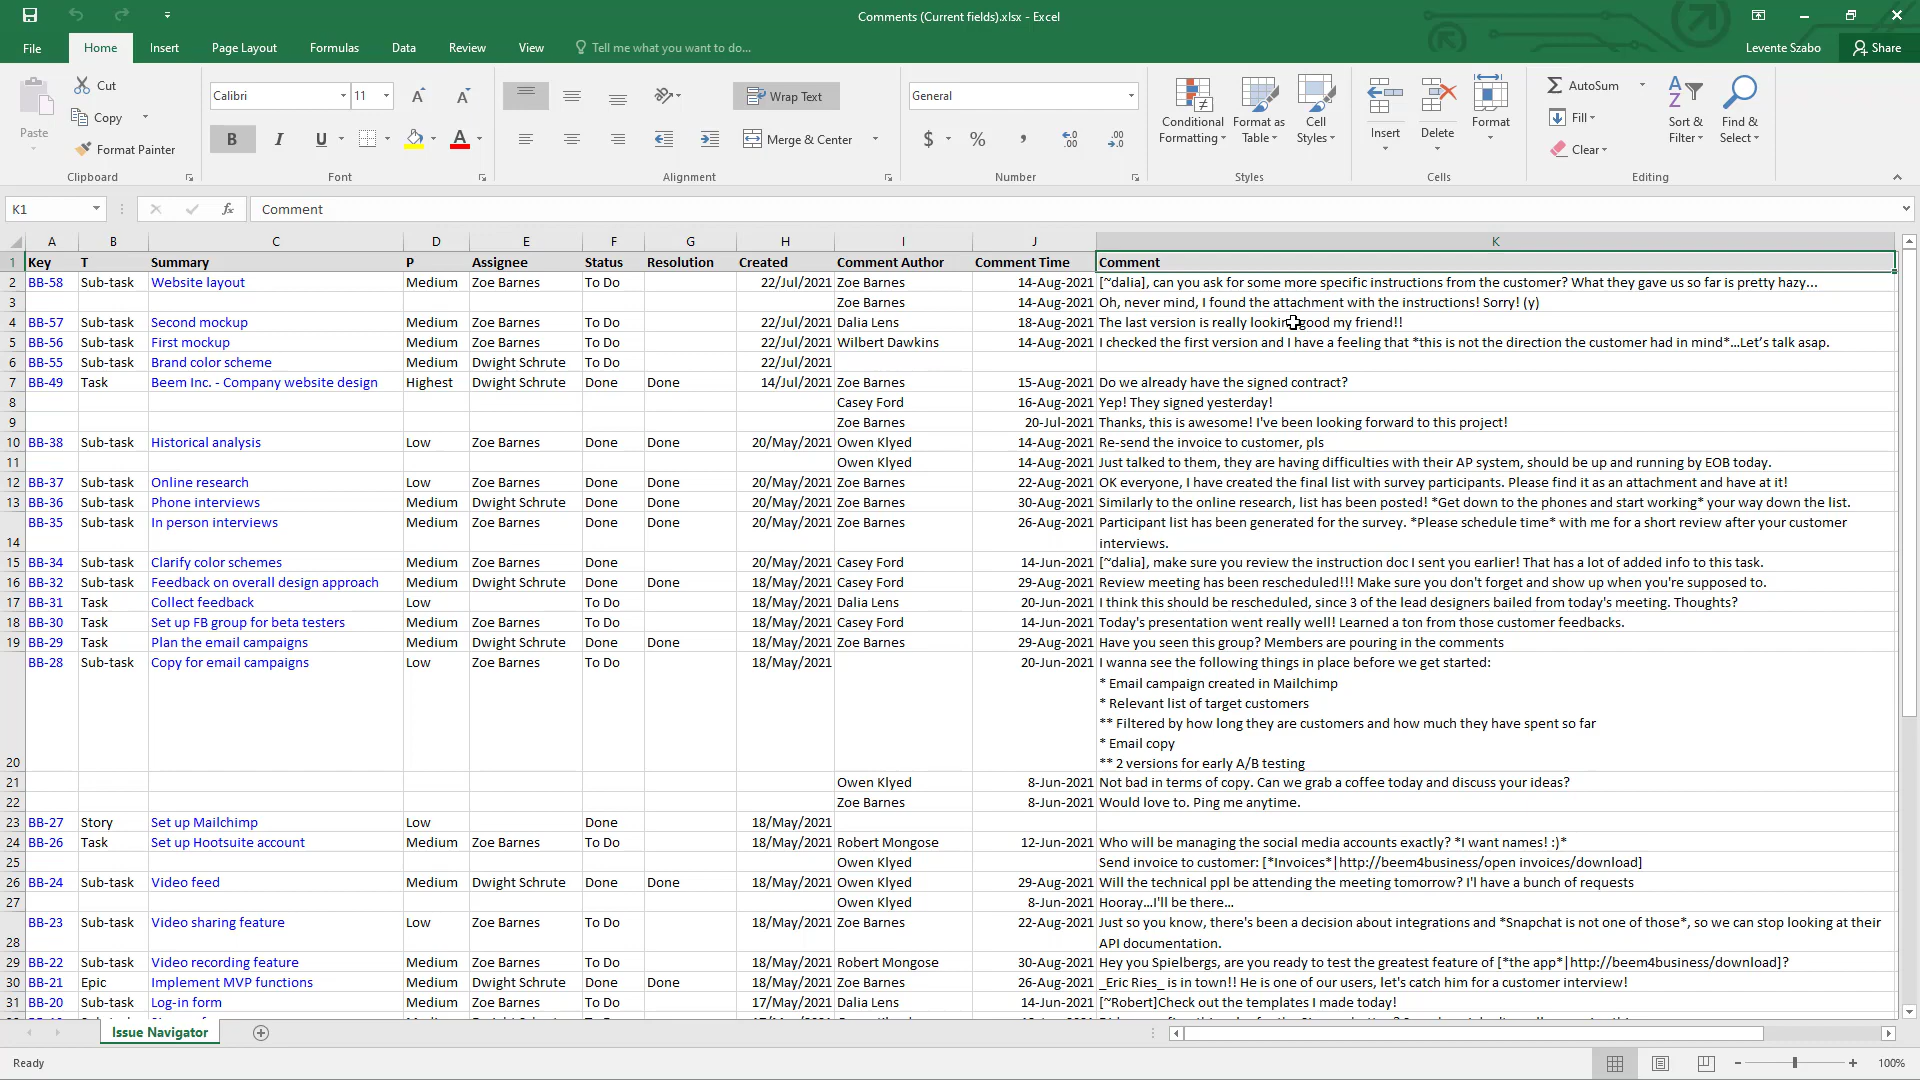 Comments (Current fields).xlsx - Excel
File Home Insert Page Layout Formulas Data Review View Tell me what you want to do... Levente Szabo Share
Paste Cut Copy Format Painter
Calibri 11 A A
B I U A
Wrap Text
Merge & Center
General
$ % ,
Conditional Formatting Format as Table Cell Styles
Insert Delete Format
AutoSum Fill Clear
Sort & Filter Find & Select
Clipboard Font Alignment Number Styles Cells Editing
K1 fx Comment
A B C D E F G H I J K
1 Key T Summary P Assignee Status Resolution Created Comment Author Comment Time Comment
2 BB-58 Sub-task Website layout Medium Zoe Barnes To Do 22/Jul/2021 Zoe Barnes 14-Aug-2021 [~dalia], can you ask for some more specific instructions from the customer? What they gave us so far is pretty hazy...
3 Zoe Barnes 14-Aug-2021 Oh, never mind, I found the attachment with the instructions! Sorry! (y)
4 BB-57 Sub-task Second mockup Medium Zoe Barnes To Do 22/Jul/2021 Dalia Lens 18-Aug-2021 The last version is really looking good my friend!!
5 BB-56 Sub-task First mockup Medium Zoe Barnes To Do 22/Jul/2021 Wilbert Dawkins 14-Aug-2021 I checked the first version and I have a feeling that *this is not the direction the customer had in mind*...Let's talk asap.
6 BB-55 Sub-task Brand color scheme Medium Dwight Schrute To Do 22/Jul/2021
7 BB-49 Task Beem Inc. - Company website design Highest Dwight Schrute Done Done 14/Jul/2021 Zoe Barnes 15-Aug-2021 Do we already have the signed contract?
8 Casey Ford 16-Aug-2021 Yep! They signed yesterday!
9 Zoe Barnes 20-Jul-2021 Thanks, this is awesome! I've been looking forward to this project!
10 BB-38 Sub-task Historical analysis Low Zoe Barnes Done Done 20/May/2021 Owen Klyed 14-Aug-2021 Re-send the invoice to customer, pls
11 Owen Klyed 14-Aug-2021 Just talked to them, they are having difficulties with their AP system, should be up and running by EOB today.
12 BB-37 Sub-task Online research Low Zoe Barnes Done Done 20/May/2021 Zoe Barnes 22-Aug-2021 OK everyone, I have created the final list with survey participants. Please find it as an attachment and have at it!
13 BB-36 Sub-task Phone interviews Medium Dwight Schrute Done Done 20/May/2021 Zoe Barnes 30-Aug-2021 Similarly to the online research, list has been posted! *Get down to the phones and start working* your way down the list.
BB-35 Sub-task In person interviews Medium Zoe Barnes Done Done 20/May/2021 Zoe Barnes 26-Aug-2021 Participant list has been generated for the survey. *Please schedule time* with me for a short review after your customer
14 interviews.
15 BB-34 Sub-task Clarify color schemes Medium Zoe Barnes Done 20/May/2021 Casey Ford 14-Jun-2021 [~dalia], make sure you review the instruction doc I sent you earlier! That has a lot of added info to this task.
16 BB-32 Sub-task Feedback on overall design approach Medium Dwight Schrute Done Done 18/May/2021 Casey Ford 29-Aug-2021 Review meeting has been rescheduled!!! Make sure you don't forget and show up when you're supposed to.
17 BB-31 Task Collect feedback Low To Do 18/May/2021 Dalia Lens 20-Jun-2021 I think this should be rescheduled, since 3 of the lead designers bailed from today's meeting. Thoughts?
18 BB-30 Task Set up FB group for beta testers Medium Zoe Barnes To Do 18/May/2021 Casey Ford 14-Jun-2021 Today's presentation went really well! Learned a ton from those customer feedbacks.
19 BB-29 Task Plan the email campaigns Medium Dwight Schrute Done Done 18/May/2021 Zoe Barnes 29-Aug-2021 Have you seen this group? Members are pouring in the comments
BB-28 Sub-task Copy for email campaigns Low Zoe Barnes To Do 18/May/2021 20-Jun-2021 I wanna see the following things in place before we get started:
* Email campaign created in Mailchimp
* Relevant list of target customers
** Filtered by how long they are customers and how much they have spent so far
* Email copy
20 ** 2 versions for early A/B testing
21 Owen Klyed 8-Jun-2021 Not bad in terms of copy. Can we grab a coffee today and discuss your ideas?
22 Zoe Barnes 8-Jun-2021 Would love to. Ping me anytime.
23 BB-27 Story Set up Mailchimp Low Done 18/May/2021
24 BB-26 Task Set up Hootsuite account Medium Zoe Barnes To Do 18/May/2021 Robert Mongose 12-Jun-2021 Who will be managing the social media accounts exactly? *I want names! :)*
25 Owen Klyed Send invoice to customer: [*Invoices*|http://beem4business/open invoices/download]
26 BB-24 Sub-task Video feed Medium Dwight Schrute Done Done 18/May/2021 Owen Klyed 29-Aug-2021 Will the technical ppl be attending the meeting tomorrow? I'l have a bunch of requests
27 Owen Klyed 8-Jun-2021 Hooray...I'll be there...
BB-23 Sub-task Video sharing feature Low Zoe Barnes To Do 18/May/2021 Zoe Barnes 22-Aug-2021 Just so you know, there's been a decision about integrations and *Snapchat is not one of those*, so we can stop looking at their
28 API documentation.
29 BB-22 Sub-task Video recording feature Medium Zoe Barnes To Do 18/May/2021 Robert Mongose 30-Aug-2021 Hey you Spielbergs, are you ready to test the greatest feature of [*the app*|http://beem4business/download]?
30 BB-21 Epic Implement MVP functions Medium Dwight Schrute Done Done 18/May/2021 Zoe Barnes 26-Aug-2021 _Eric Ries_ is in town!! He is one of our users, let's catch him for a customer interview!
31 BB-20 Sub-task Log-in form Medium Zoe Barnes To Do 17/May/2021 Dalia Lens 14-Jun-2021 [~Robert]Check out the templates I made today!
Issue Navigator
Ready 100%